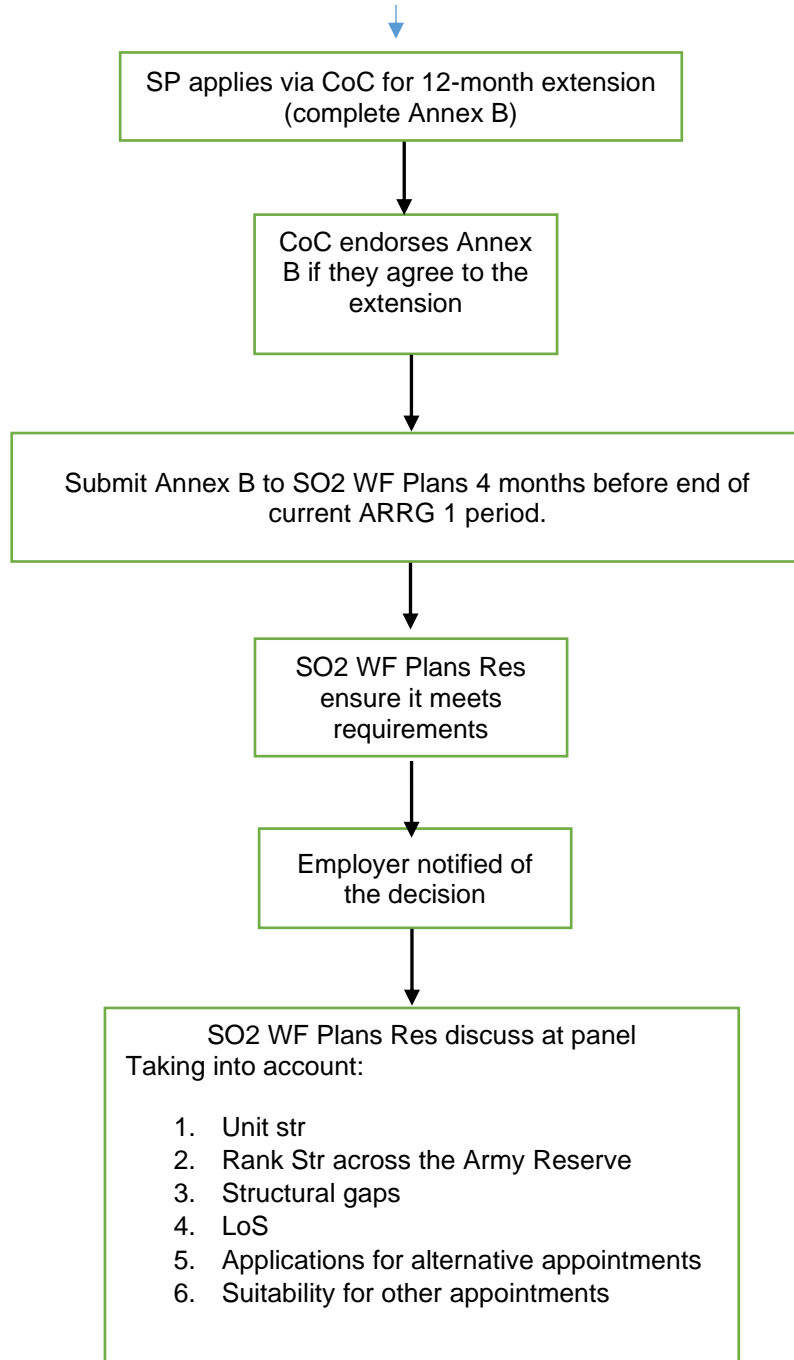 SP applies via CoC for 12-month extension
(complete Annex B)
CoC endorses Annex
B if they agree to the
extension
Submit Annex B to SO2 WF Plans 4 months before end of
current ARRG 1 period.
SO2 WF Plans Res
ensure it meets
requirements
Employer notified of
the decision
SO2 WF Plans Res discuss at panel
Taking into account:
1. Unit str
2. Rank Str across the Army Reserve
3. Structural gaps
4. LoS
5. Applications for alternative appointments
6. Suitability for other appointments